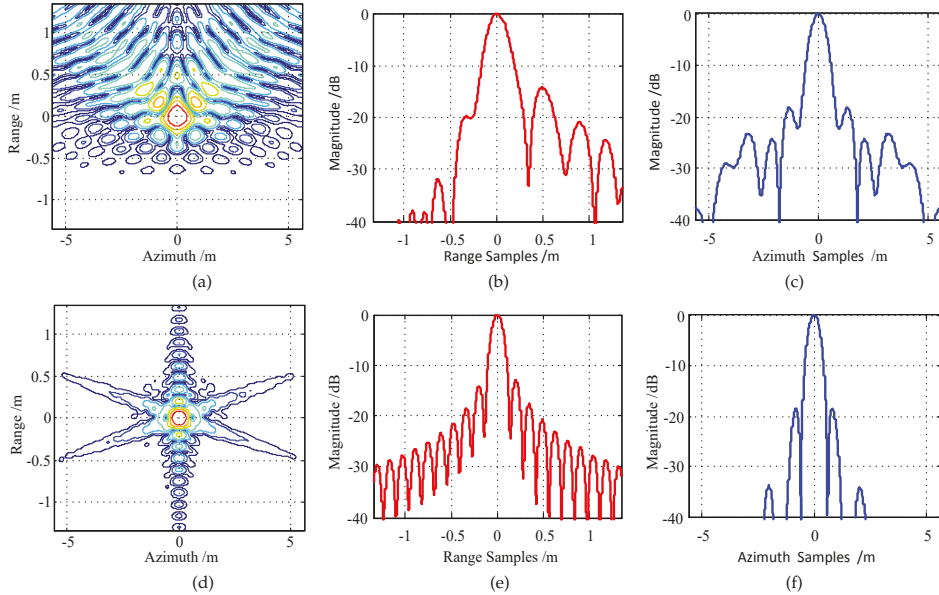 1
0.5
0
-0.5
-1
Range /m
-5
0
5
Azimuth /m
(a)
0
-10
-20
-30
-40
Magnitude /dB
-1
-0.5
0
0.5
1
Range Samples /m
(b)
0
-10
-20
-30
-40
Magnitude /dB
-5
0
5
Azimuth Samples /m
(c)
1
0.5
0
-0.5
-1
Range /m
-5
0
5
Azimuth /m
(d)
0
-10
-20
-30
-40
Magnitude /dB
-1
-0.5
0
0.5
1
Range Samples /m
(e)
0
-10
-20
-30
-40
Magnitude /dB
-5
0
5
Azimuth Samples /m
(f)